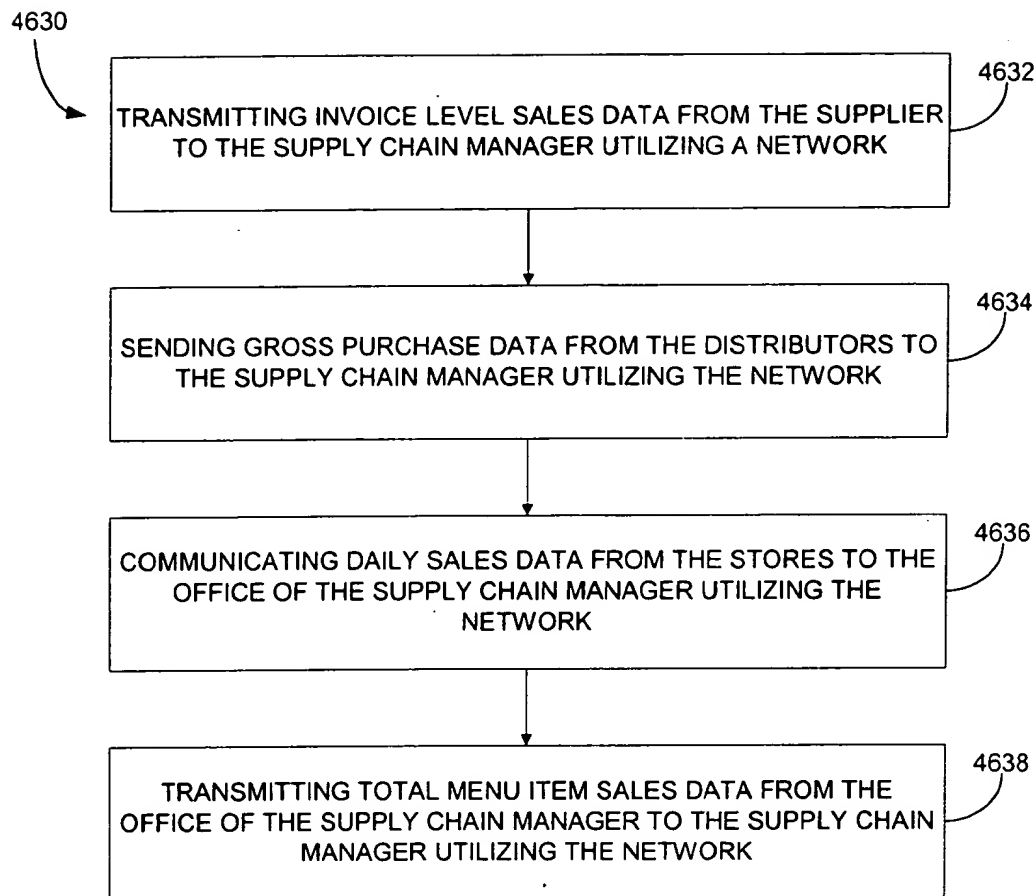 4630
4632
TRANSMITTING INVOICE LEVEL SALES DATA FROM THE SUPPLIER
TO THE SUPPLY CHAIN MANAGER UTILIZING A NETWORK
4634
SENDING GROSS PURCHASE DATA FROM THE DISTRIBUTORS TO
THE SUPPLY CHAIN MANAGER UTILIZING THE NETWORK
4636
COMMUNICATING DAILY SALES DATA FROM THE STORES TO THE
OFFICE OF THE SUPPLY CHAIN MANAGER UTILIZING THE
NETWORK
4638
TRANSMITTING TOTAL MENU ITEM SALES DATA FROM THE
OFFICE OF THE SUPPLY CHAIN MANAGER TO THE SUPPLY CHAIN
MANAGER UTILIZING THE NETWORK